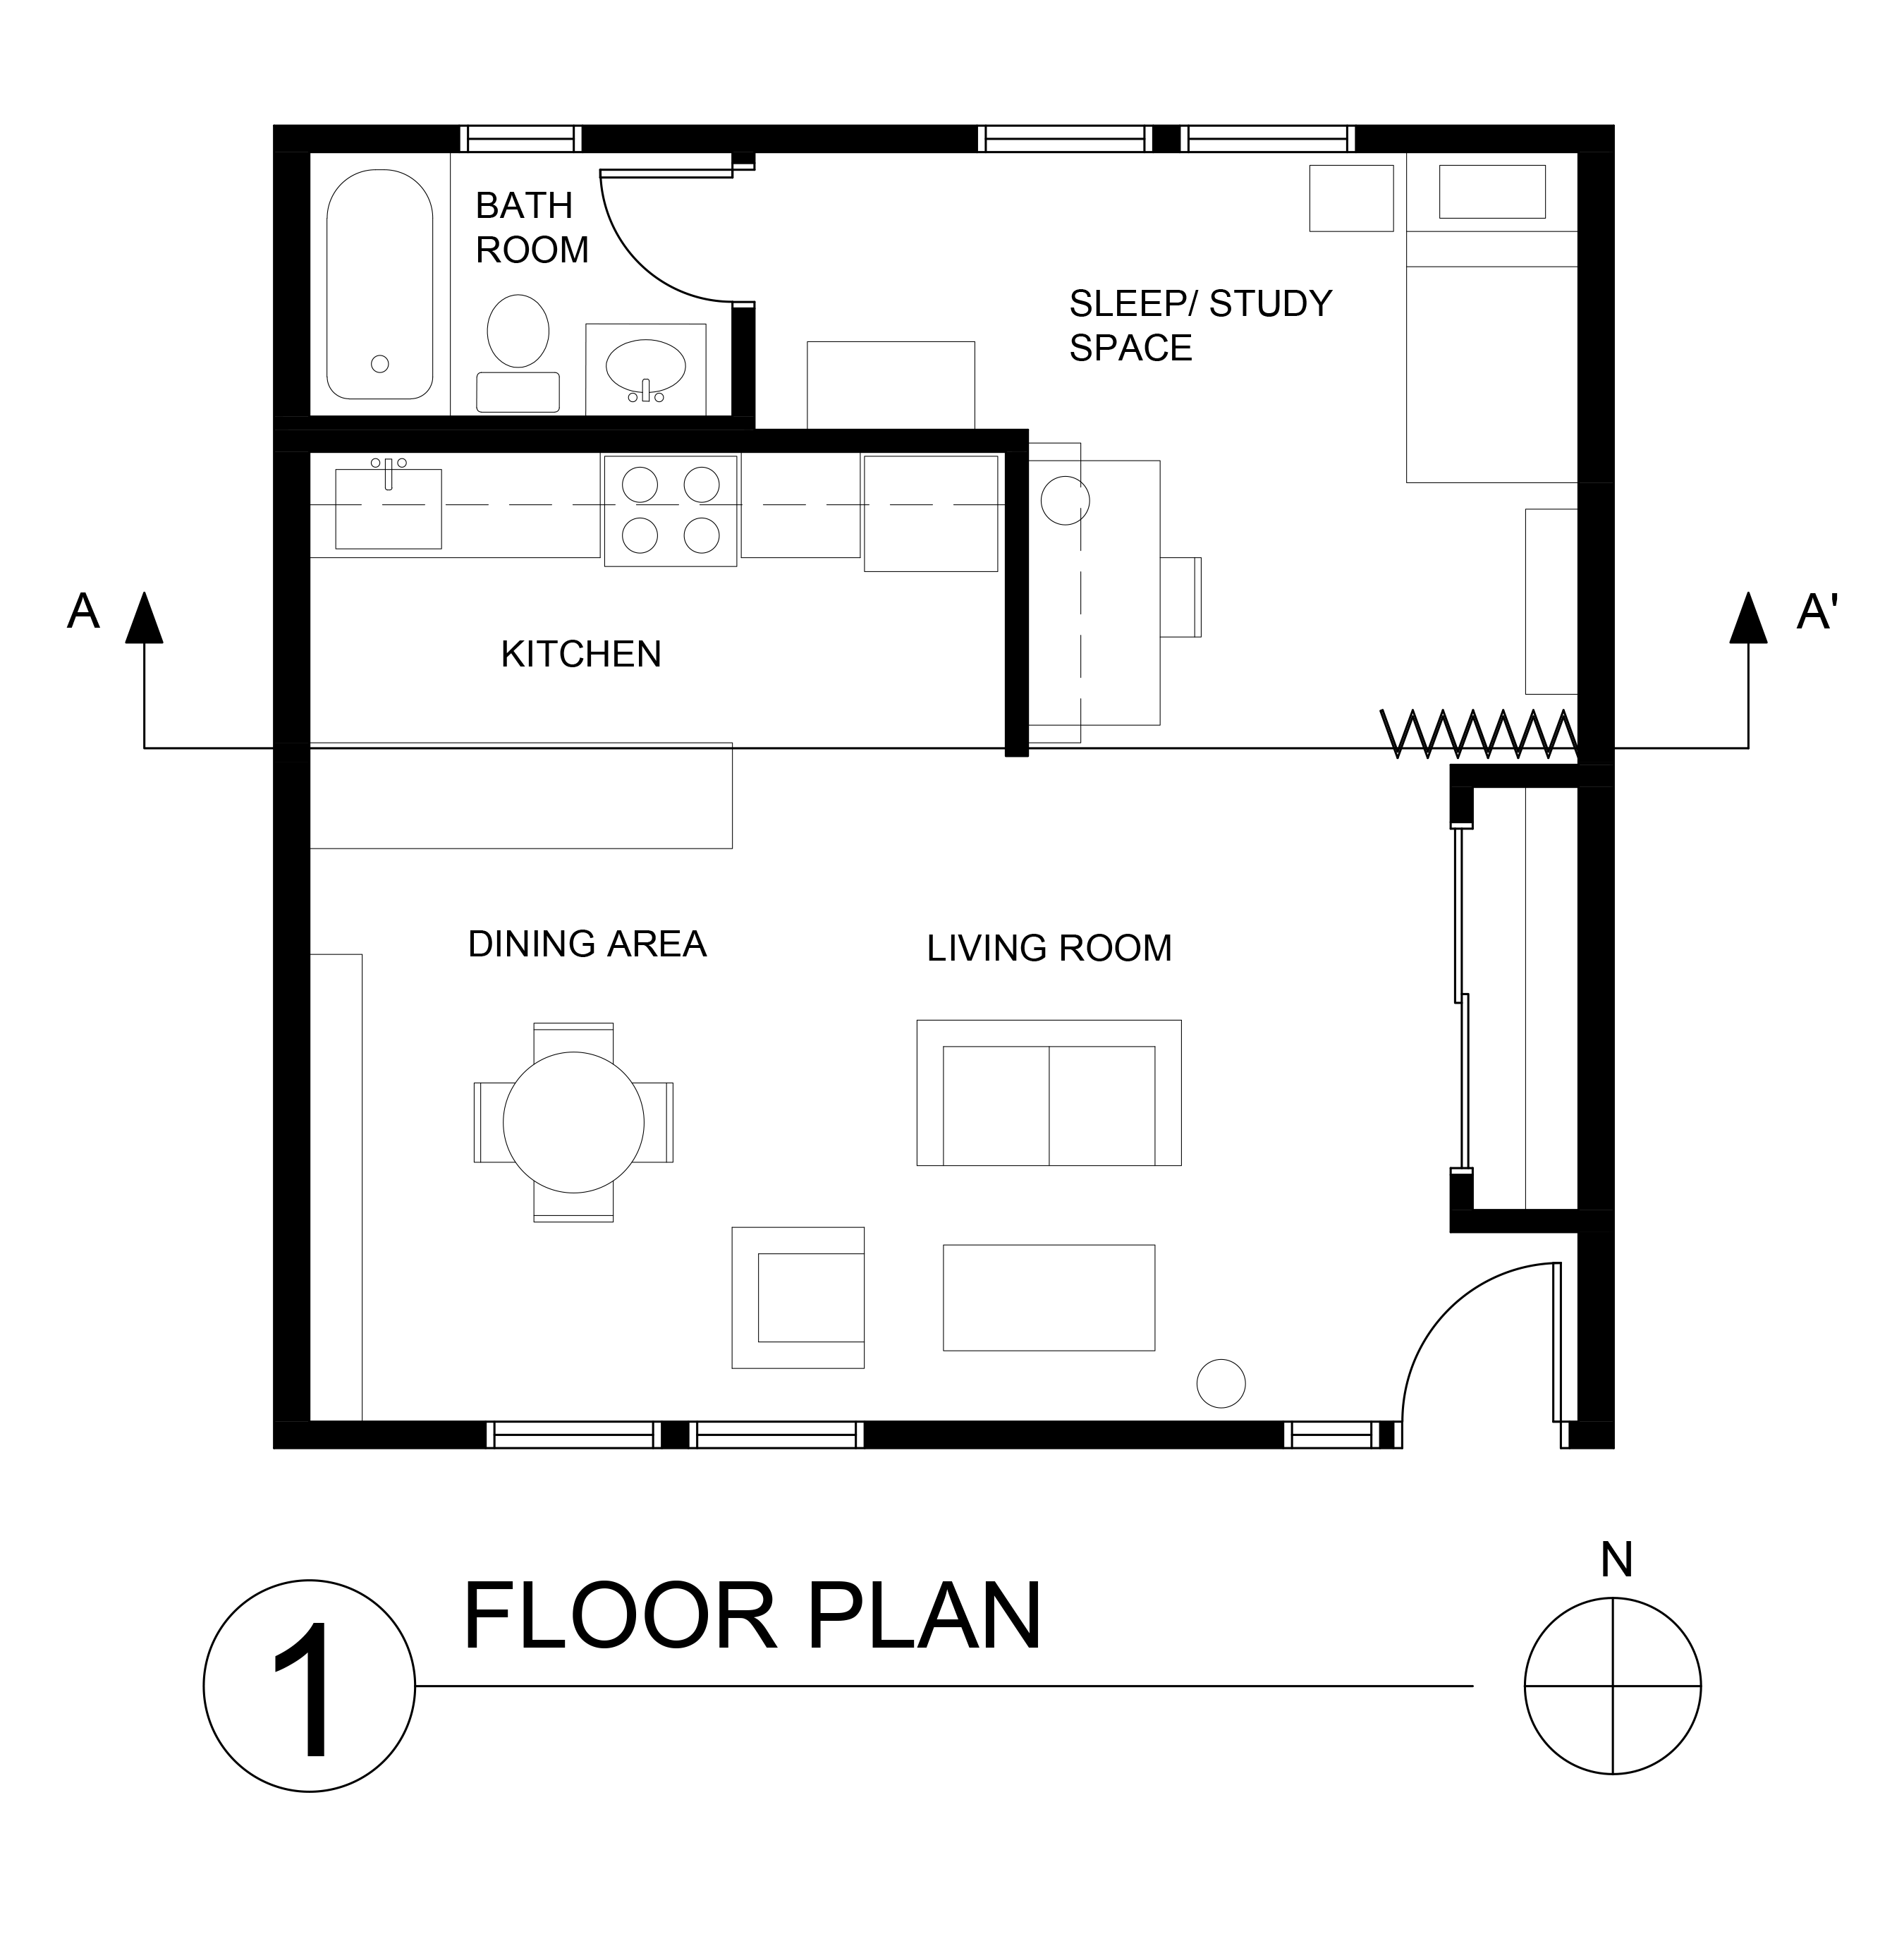 BATH
ROOM
SLEEP/ STUDY
SPACE
A
A'
KITCHEN
DINING AREA
LIVING ROOM
N
1
FLOOR PLAN